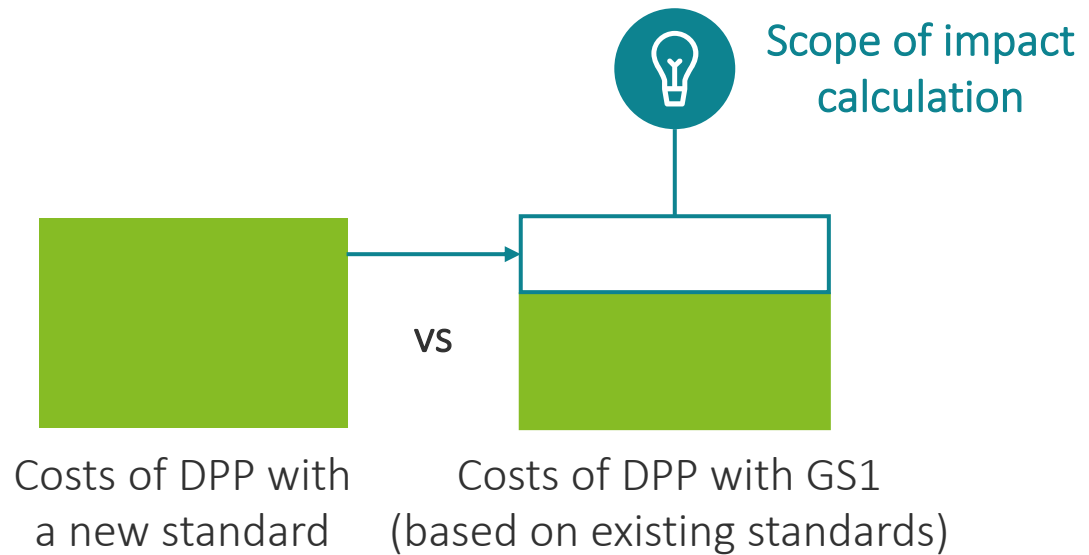 Scope of impact
calculation
vs
Costs of DPP with
a new standard
Costs of DPP with GS1
(based on existing standards)